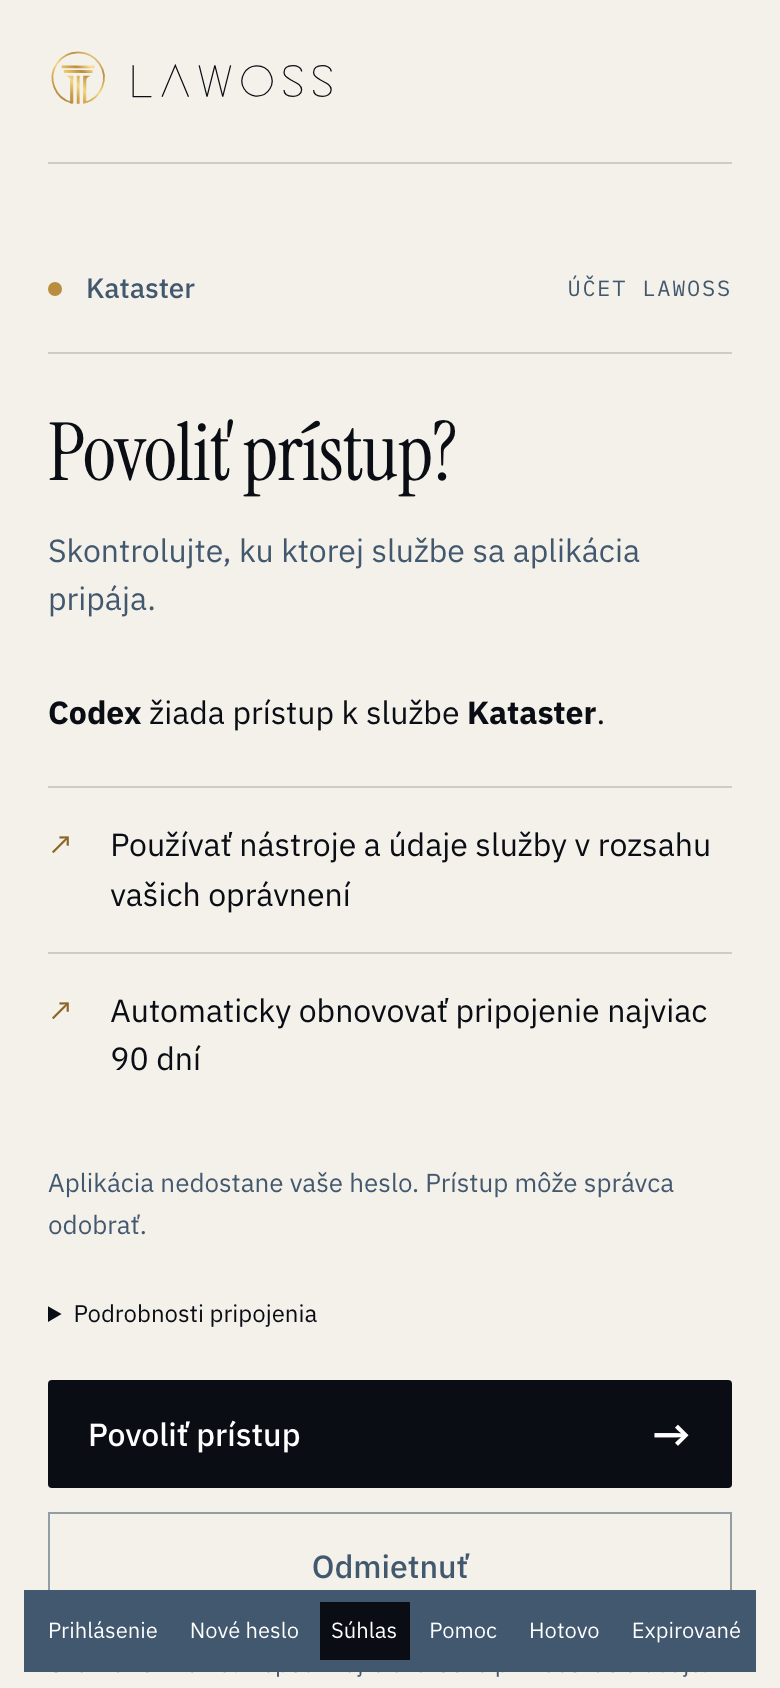 LAWOSS
Kataster
ÚČET LAWOSS
Povoliť prístup?
Skontrolujte, ku ktorej službe sa aplikácia
pripája.
Codex žiada prístup k službe Kataster.
↗ Používať nástroje a údaje služby v rozsahu
vašich oprávnení
↗ Automaticky obnovovať pripojenie najviac
90 dní
Aplikácia nedostane vaše heslo. Prístup môže správca
odobrať.
▶ Podrobnosti pripojenia
Povoliť prístup →
Odmietnuť
Prihlásenie Nové heslo Súhlas Pomoc Hotovo Expirované